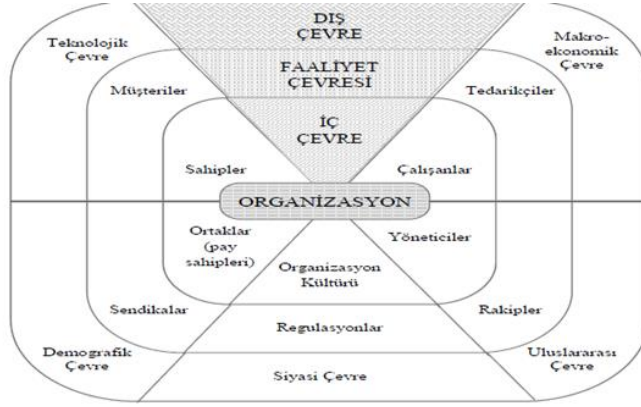 DIŞ
ÇEVRE
Teknolojik
Çevre
Makro-
ekonomik
Çevre
FAALİYET
ÇEVRESİ
Müşteriler
Tedarikçiler
İÇ
ÇEVRE
Sahipler
Çalışanlar
ORGANİZASYON
Ortaklar
(pay
sahipleri)
Yöneticiler
Organizasyon
Kültürü
Sendikalar
Rakipler
Regulasyonlar
Demografik
Çevre
Uluslararası
Çevre
Siyasi Çevre